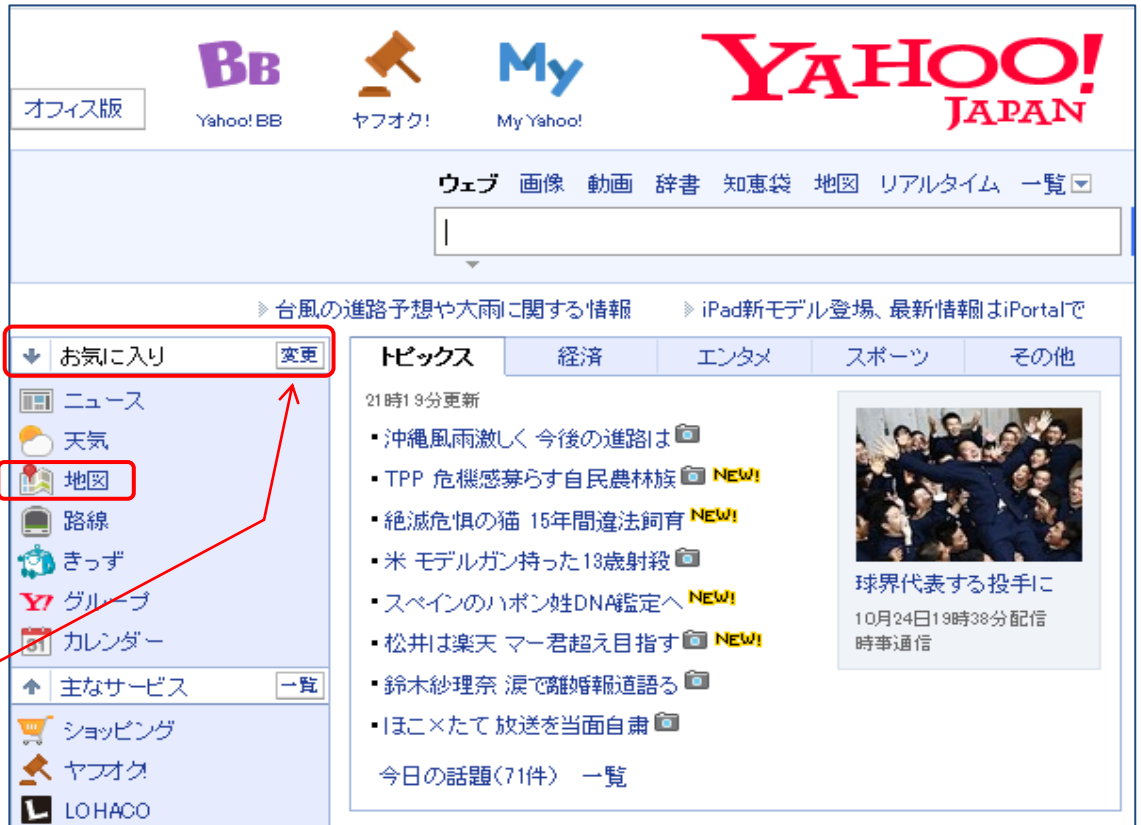 BB
My
YAHOO!
JAPAN
オフィス版
Yahoo! BB
ヤフオク!
My Yahoo!
ウェブ 画像 動画 辞書 知恵袋 地図 リアルタイム 一覧
台風の進路予想や大雨に関する情報
iPad新モデル登場、最新情報はiPortalで
お気に入り 変更
ニュース
天気
地図
路線
きっず
Y! グループ
31 カレンダー
主なサービス 一覧
ショッピング
ヤフオク!
L LOHACO
トピックス 経済 エンタメ スポーツ その他
21時19分更新
沖縄風雨激しく 今後の進路は
TPP 危機感募らす自民農林族 NEW!
絶滅危惧の猫 15年間違法飼育 NEW!
米 モデルガン持った13歳射殺
スペインのハポン姓DNA鑑定へ NEW!
松井は楽天 マー君超え目指す NEW!
鈴木紗理奈 涙で離婚報道語る
ほこ×たて 放送を当面自粛
今日の話題(71件) 一覧
球界代表する投手に
10月24日19時38分配信
時事通信